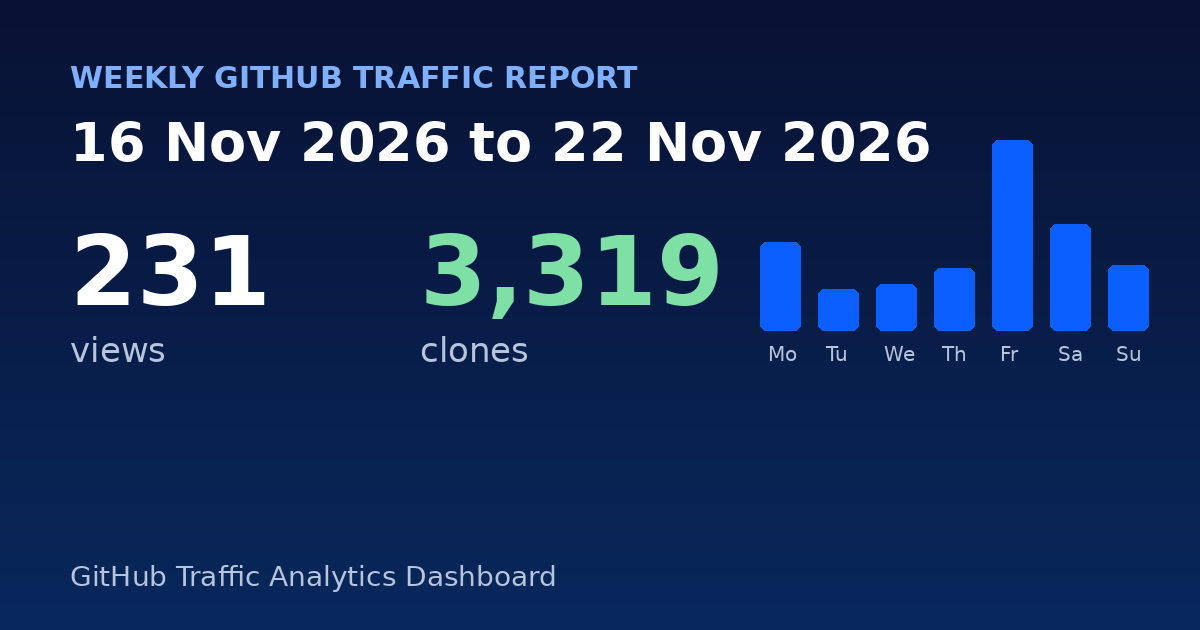 WEEKLY GITHUB TRAFFIC REPORT
16 Nov 2026 to 22 Nov 2026
231
views
3,319
clones
Mo Tu We Th Fr Sa Su
GitHub Traffic Analytics Dashboard